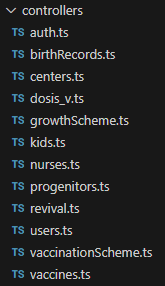 controllers
TS auth.ts
TS birthRecords.ts
TS centers.ts
TS dosis_v.ts
TS growthScheme.ts
TS kids.ts
TS nurses.ts
TS progenitors.ts
TS revival.ts
TS users.ts
TS vaccinationScheme.ts
TS vaccines.ts